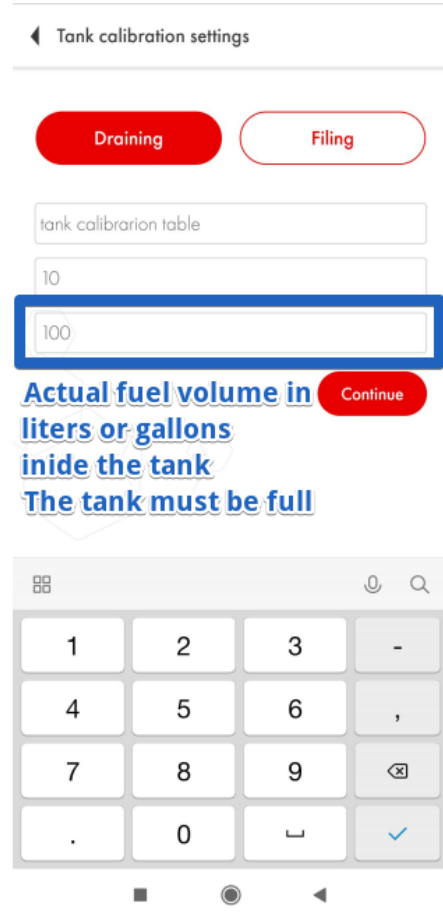 Tank calibration settings
Draining Filing
tank calibrarion table
10
100
Actual fuel volume in Continue
liters or gallons
inide the tank
The tank must be full
1 2 3 -
4 5 6 ,
7 8 9
. 0